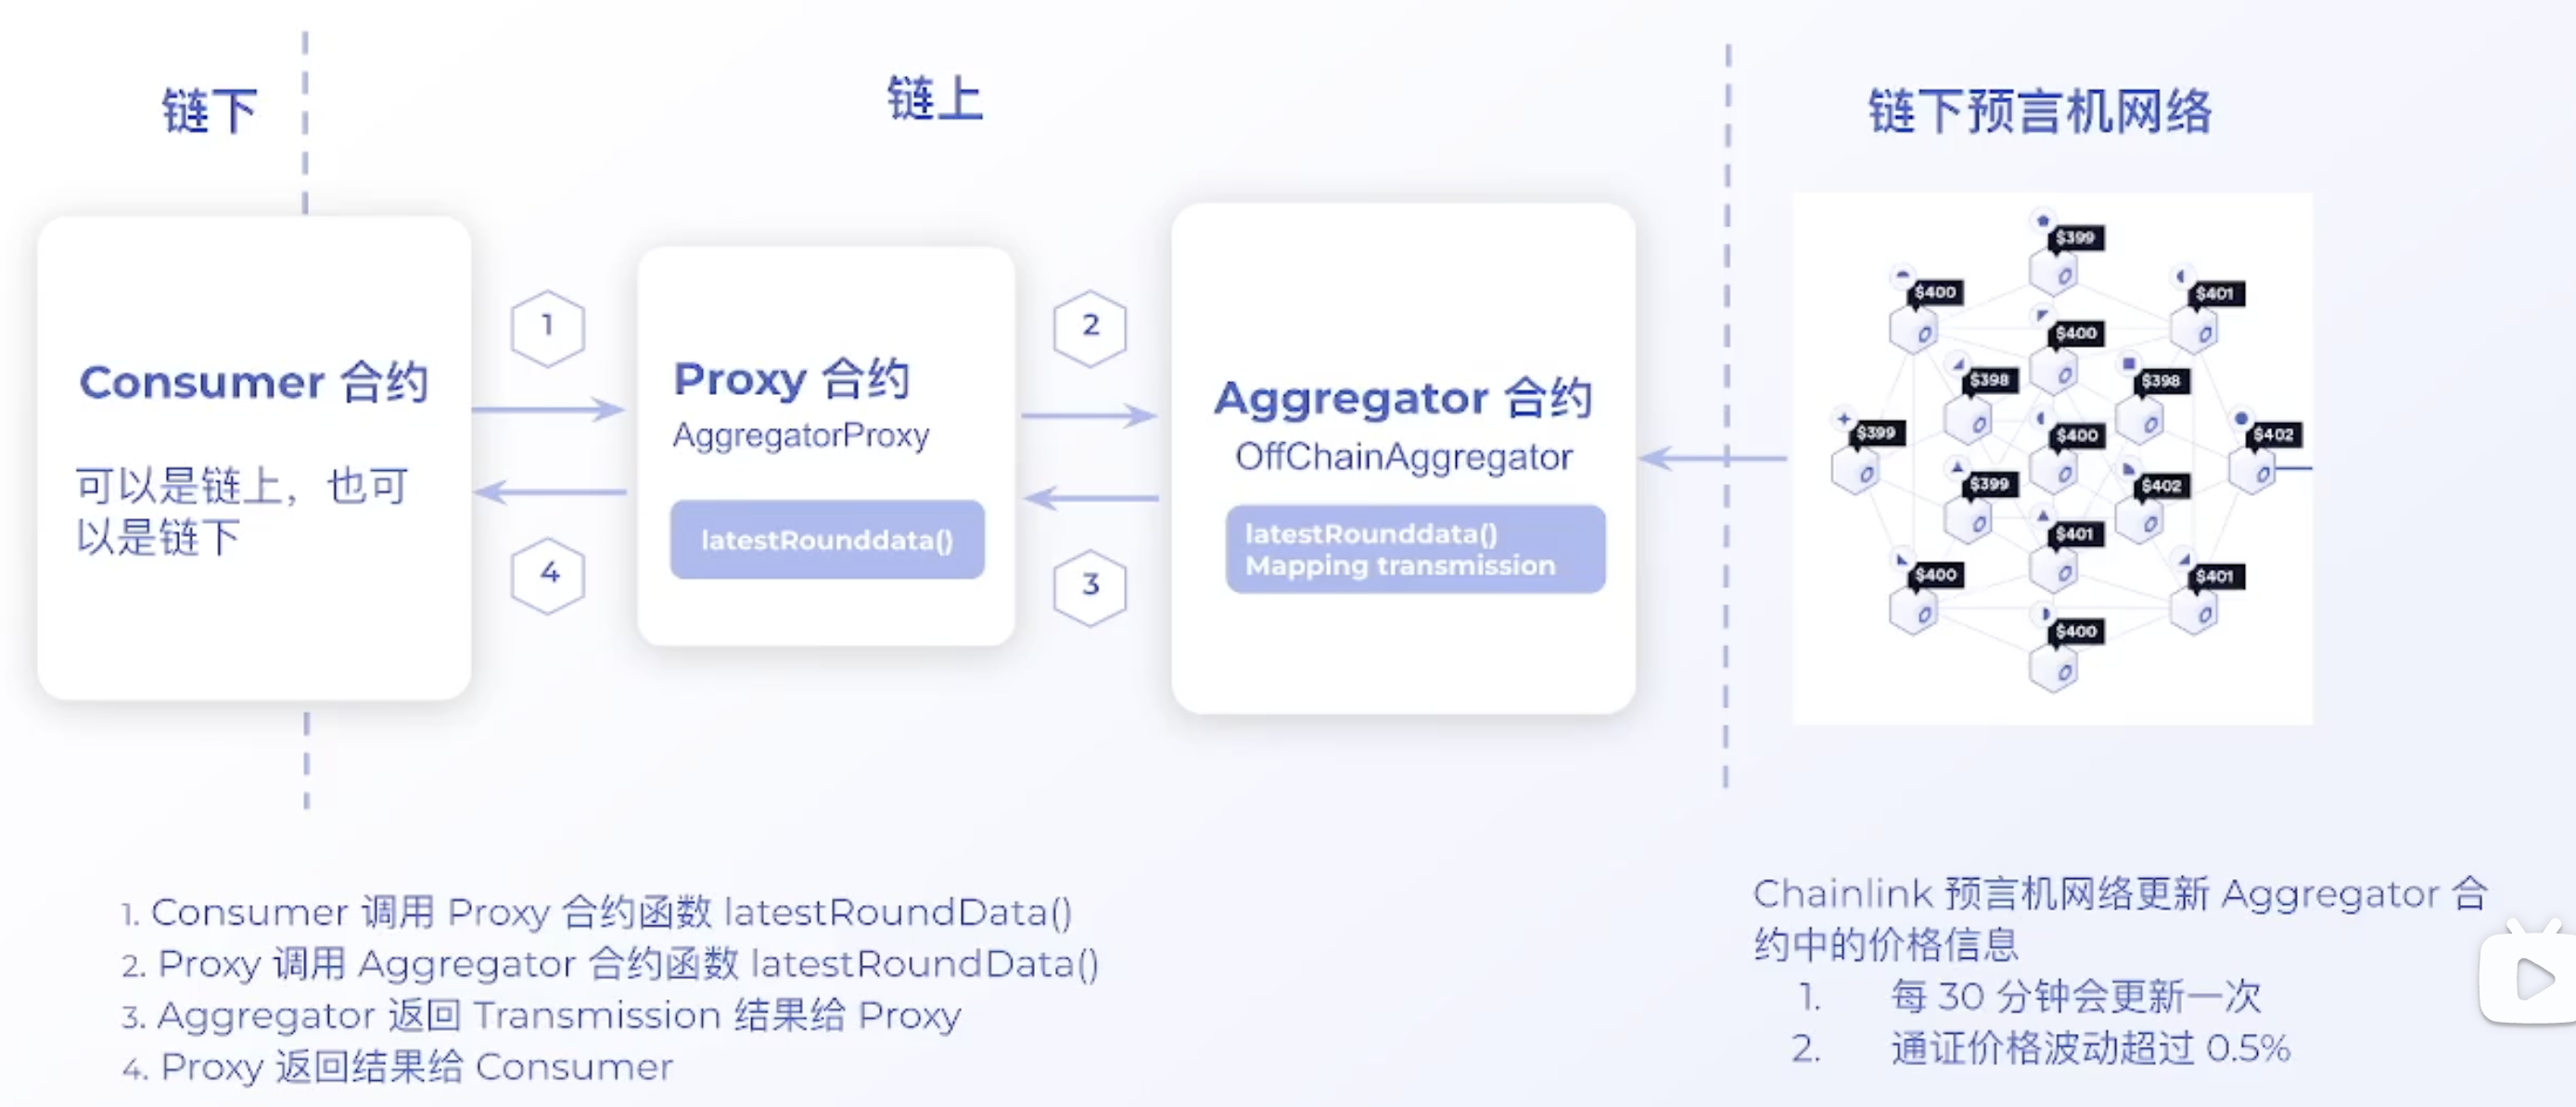 链下
链上
链下预言机网络
Consumer 合约
可以是链上，也可
以是链下
1
4
Proxy 合约
AggregatorProxy
latestRounddata()
2
3
Aggregator 合约
OffChainAggregator
latestRounddata()
Mapping transmission
$399
$400
$401
$400
$398
$398
$399
$400
$402
$399
$402
$401
$400
$401
$400
1. Consumer 调用 Proxy 合约函数 latestRoundData()
2. Proxy 调用 Aggregator 合约函数 latestRoundData()
3. Aggregator 返回 Transmission 结果给 Proxy
4. Proxy 返回结果给 Consumer
Chainlink 预言机网络更新 Aggregator 合
约中的价格信息
1. 每 30 分钟会更新一次
2. 通证价格波动超过 0.5%